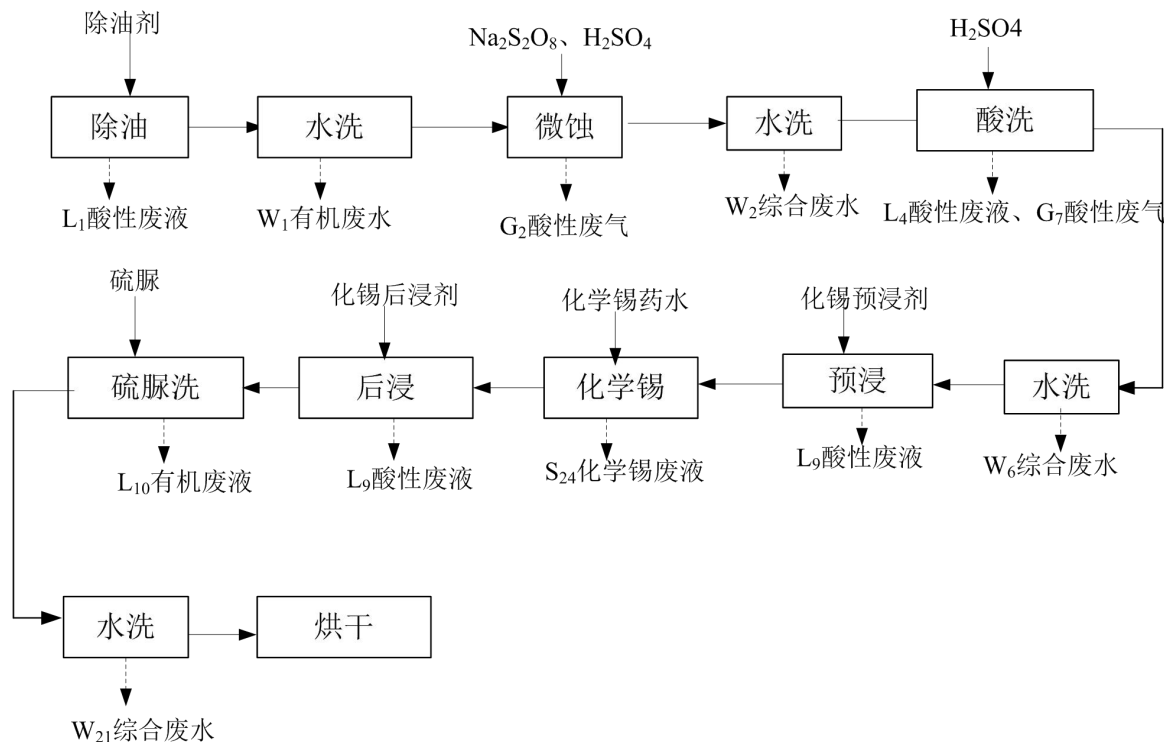 除油剂
Na₂S₂O₈、H₂SO₄
H₂SO4
除油
水洗
微蚀
水洗
酸洗
L₁酸性废液
W₁有机废水
G₂酸性废气
W₂综合废水
L₄酸性废液、G₇酸性废气
硫脲
化锡后浸剂
化学锡药水
化锡预浸剂
硫脲洗
后浸
化学锡
预浸
水洗
L₁₀有机废液
L₉酸性废液
S₂₄化学锡废液
L₉酸性废液
W₆综合废水
水洗
烘干
W₂₁综合废水